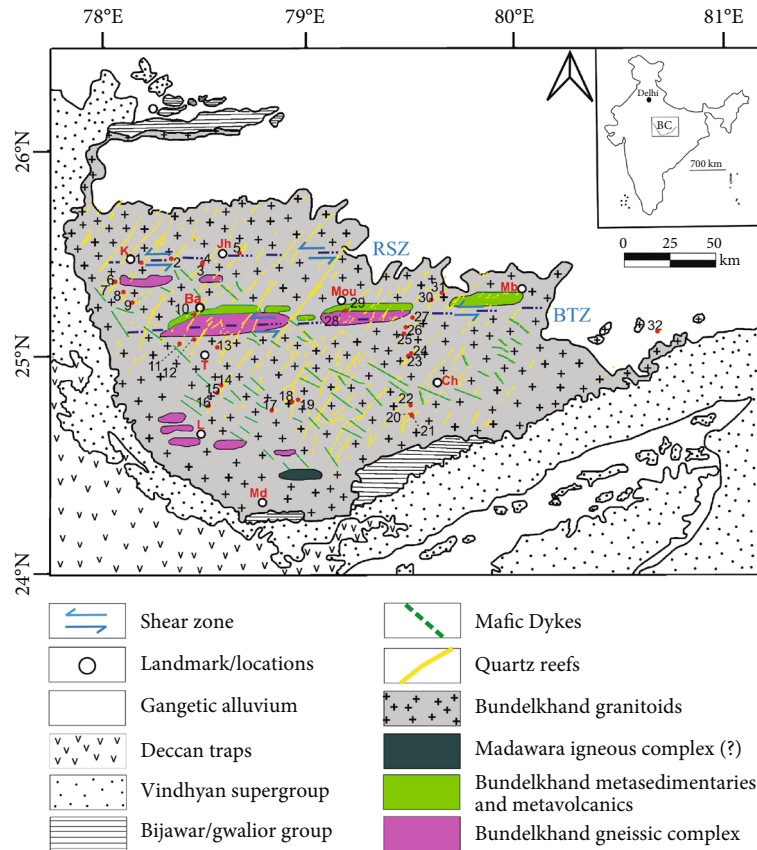 78°E 79°E 80°E 81°E
26°N
25°N
24°N
Delhi
BC
700 km
0 25 50
km
RSZ
BTZ
K
Jh
Ba
Mou
Mb
T
Ch
L
Md
2
3
4
5
6
7
8
9
10
11
12
13
14
15
16
17
18
19
20
21
22
23
24
25
26
27
28
29
30
31
32
Shear zone
Landmark/locations
Gangetic alluvium
Deccan traps
Vindhyan supergroup
Bijawar/gwalior group
Mafic Dykes
Quartz reefs
Bundelkhand granitoids
Madawara igneous complex (?)
Bundelkhand metasedimentaries
and metavolcanics
Bundelkhand gneissic complex